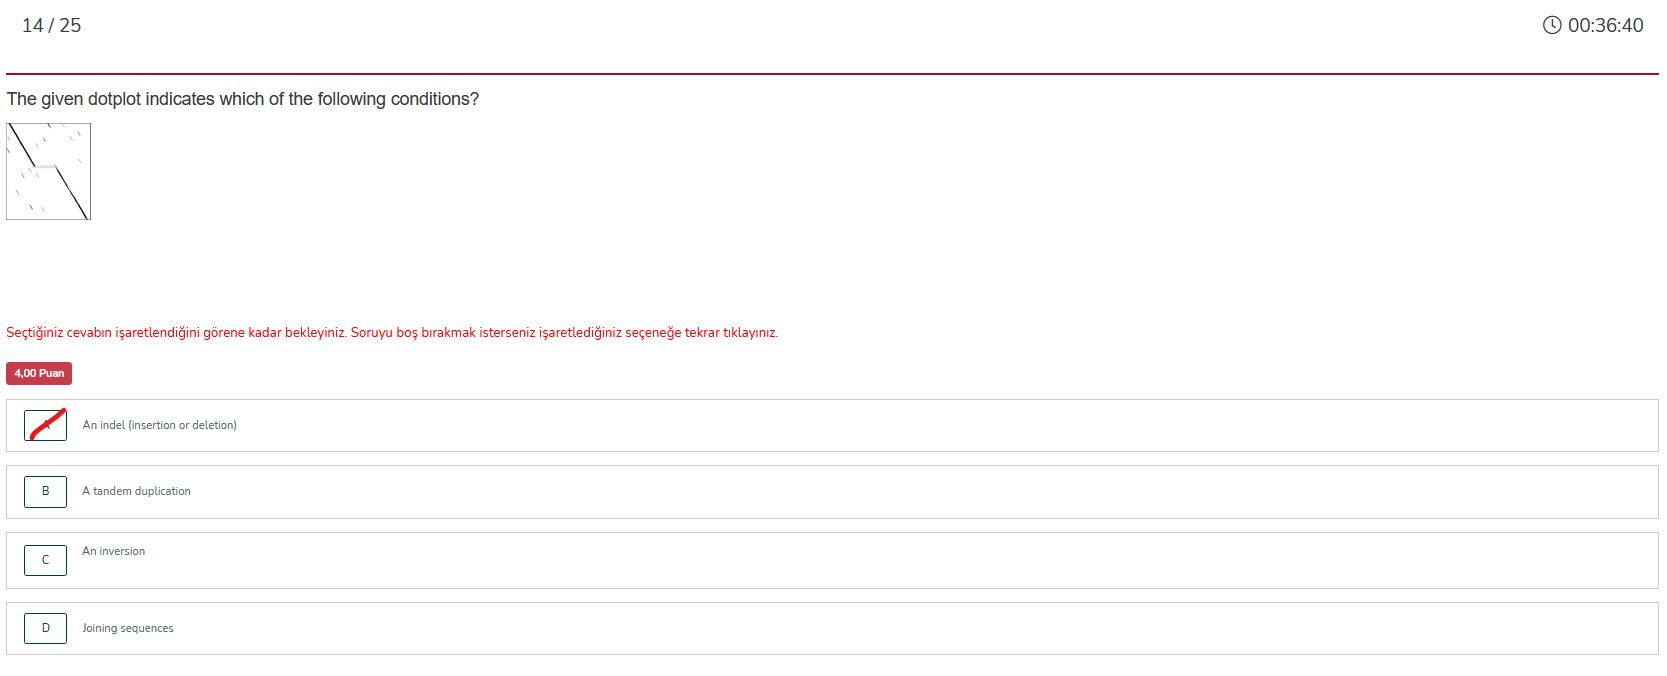 14 / 25
00:36:40
The given dotplot indicates which of the following conditions?
Seçtiğiniz cevabın işaretlendiğini görene kadar bekleyiniz. Soruyu boş bırakmak isterseniz işaretlediğiniz seçeneğe tekrar tıklayınız.
4,00 Puan
A An indel (insertion or deletion)
B A tandem duplication
C An inversion
D Joining sequences